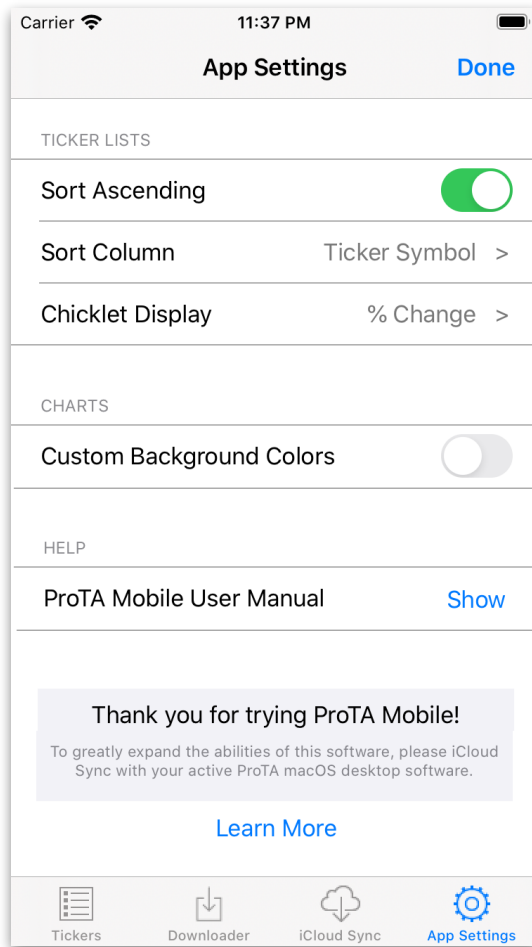 Carrier 11:37 PM
App Settings Done
TICKER LISTS
Sort Ascending
Sort Column Ticker Symbol >
Chicklet Display % Change >
CHARTS
Custom Background Colors
HELP
ProTA Mobile User Manual Show
Thank you for trying ProTA Mobile!
To greatly expand the abilities of this software, please iCloud
Sync with your active ProTA macOS desktop software.
Learn More
Tickers Downloader iCloud Sync App Settings